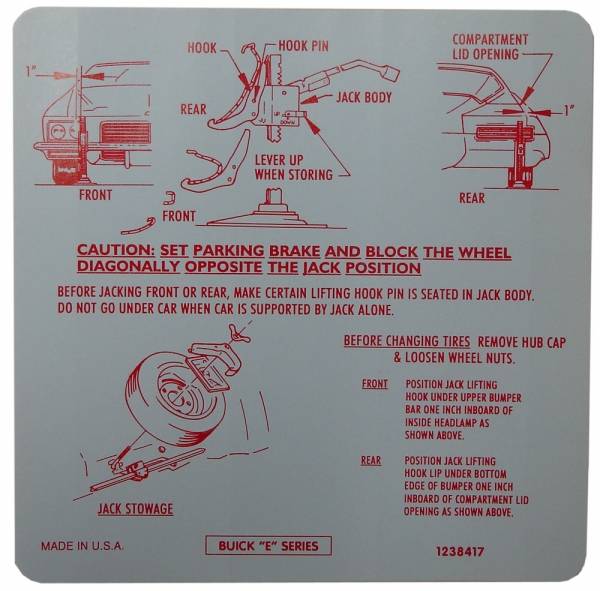 1"
HOOK
HOOK PIN
COMPARTMENT
LID OPENING
REAR
JACK BODY
1"
UP
DOWN
LEVER UP
WHEN STORING
FRONT
FRONT
REAR
CAUTION: SET PARKING BRAKE AND BLOCK THE WHEEL
DIAGONALLY OPPOSITE THE JACK POSITION
BEFORE JACKING FRONT OR REAR, MAKE CERTAIN LIFTING HOOK PIN IS SEATED IN JACK BODY.
DO NOT GO UNDER CAR WHEN CAR IS SUPPORTED BY JACK ALONE.
BEFORE CHANGING TIRES REMOVE HUB CAP
& LOOSEN WHEEL NUTS.
FRONT POSITION JACK LIFTING
HOOK UNDER UPPER BUMPER
BAR ONE INCH INBOARD OF
INSIDE HEADLAMP AS
SHOWN ABOVE.
REAR POSITION JACK LIFTING
HOOK LIP UNDER BOTTOM
EDGE OF BUMPER ONE INCH
INBOARD OF COMPARTMENT LID
OPENING AS SHOWN ABOVE.
JACK STOWAGE
MADE IN U.S.A.
BUICK "E" SERIES
1238417